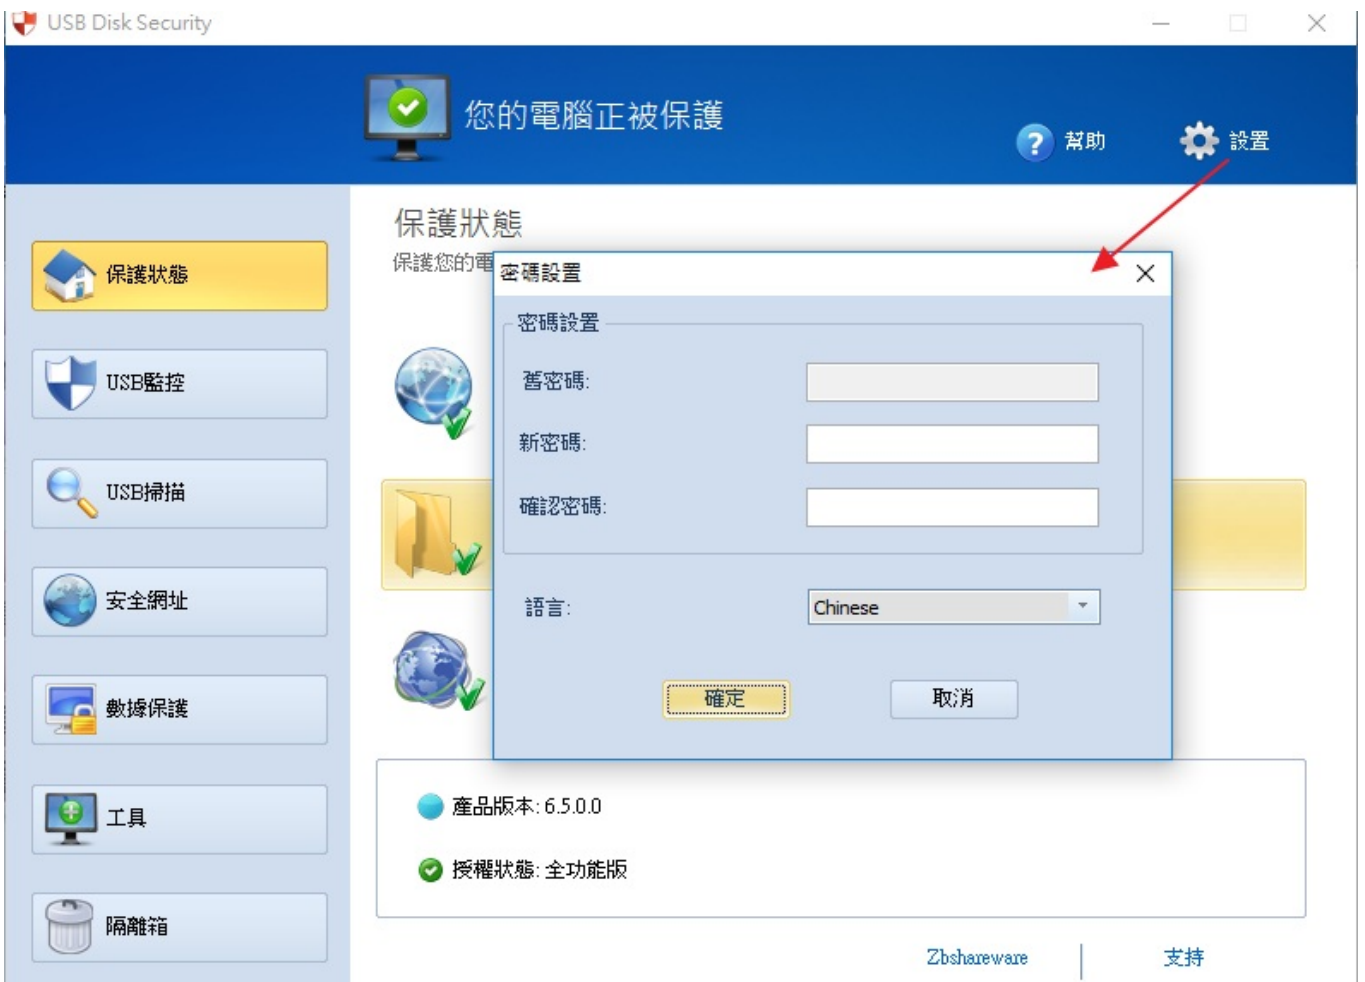 USB Disk Security
您的電腦正被保護
幫助
設置
保護狀態
USB監控
USB掃描
安全網址
數據保護
工具
隔離箱
保護狀態
保護您的電
密碼設置
密碼設置
舊密碼:
新密碼:
確認密碼:
語言:
Chinese
確定
取消
產品版本: 6.5.0.0
授權狀態: 全功能版
Zbshareware
支持